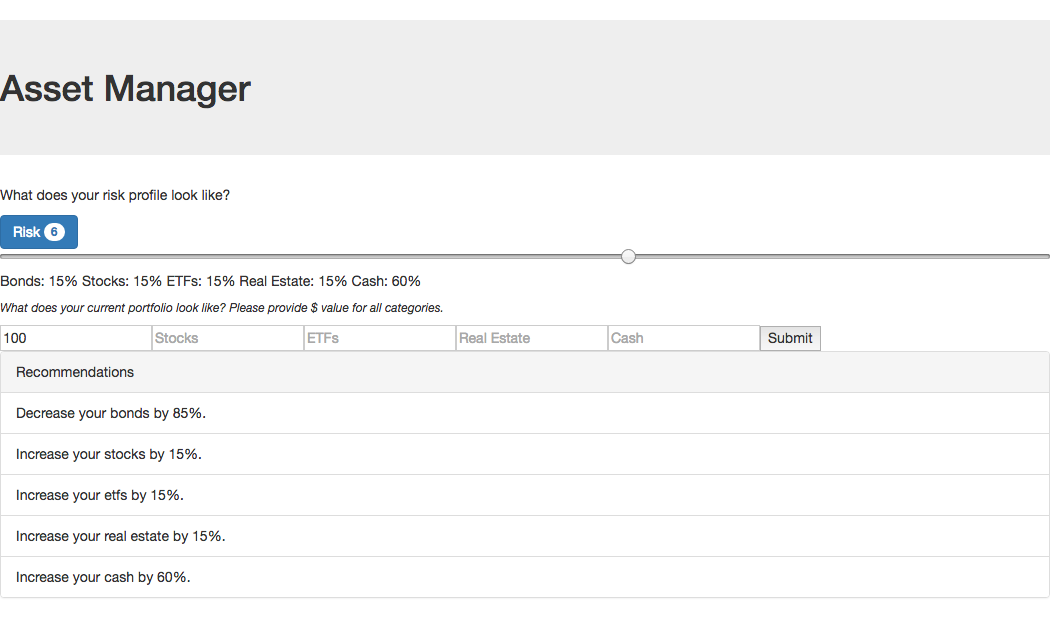 Asset Manager
What does your risk profile look like?
Risk 6
Bonds: 15% Stocks: 15% ETFs: 15% Real Estate: 15% Cash: 60%
What does your current portfolio look like? Please provide $ value for all categories.
100 Stocks ETFs Real Estate Cash Submit
Recommendations
Decrease your bonds by 85%.
Increase your stocks by 15%.
Increase your etfs by 15%.
Increase your real estate by 15%.
Increase your cash by 60%.